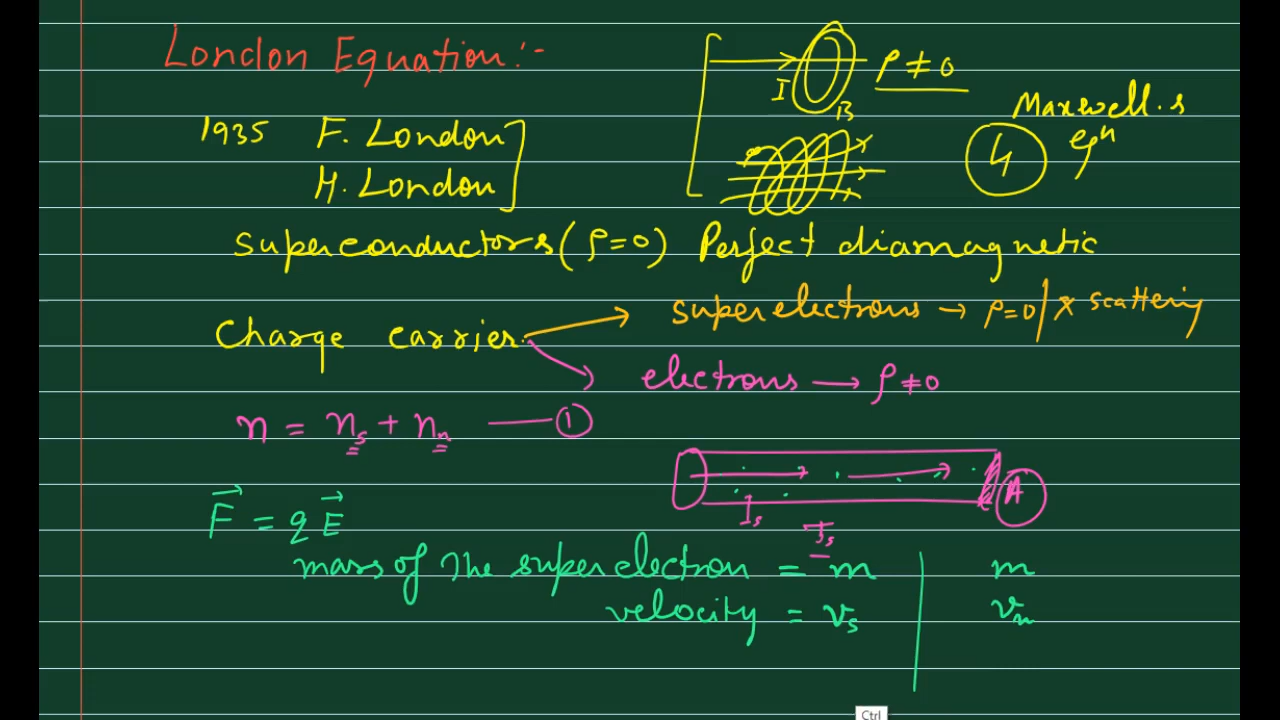 London Equation :-
I B ρ ≠ 0
Maxwell's
4 eqn
1935 F. London
H. London
superconductors (ρ=0) Perfect diamagnetic
Charge carrier
superelectrons → ρ=0 / x scattering
electrons → ρ ≠ 0
n = ns + nn — 1
Is Js A
F = qE
mass of the superelectron = m m
velocity = vs vn
Ctrl